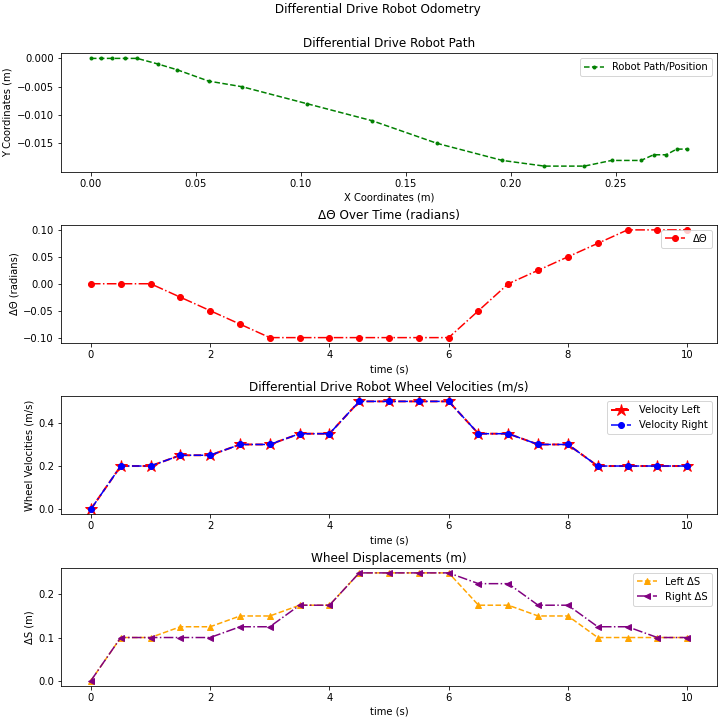 Differential Drive Robot Odometry
Differential Drive Robot Path
0.000
−0.005
−0.010
−0.015
Y Coordinates (m)
Robot Path/Position
0.00 0.05 0.10 0.15 0.20 0.25
X Coordinates (m)
ΔΘ Over Time (radians)
0.10
0.05
0.00
−0.05
−0.10
ΔΘ (radians)
ΔΘ
0 2 4 6 8 10
time (s)
Differential Drive Robot Wheel Velocities (m/s)
0.4
0.2
0.0
Wheel Velocities (m/s)
Velocity Left
Velocity Right
0 2 4 6 8 10
time (s)
Wheel Displacements (m)
0.2
0.1
0.0
ΔS (m)
Left ΔS
Right ΔS
0 2 4 6 8 10
time (s)